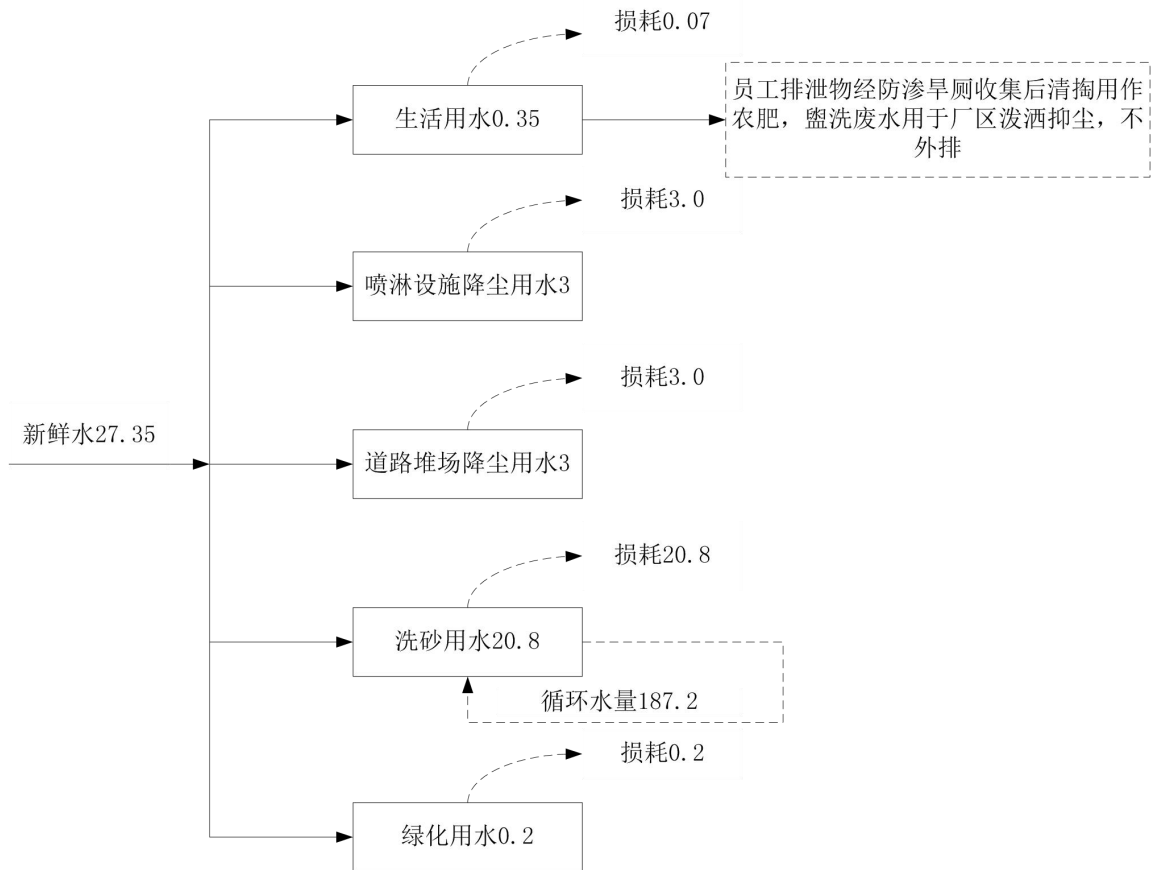 损耗0.07
生活用水0.35
员工排泄物经防渗旱厕收集后清掏用作
农肥，盥洗废水用于厂区泼洒抑尘，不
外排
损耗3.0
喷淋设施降尘用水3
损耗3.0
新鲜水27.35
道路堆场降尘用水3
损耗20.8
洗砂用水20.8
循环水量187.2
损耗0.2
绿化用水0.2